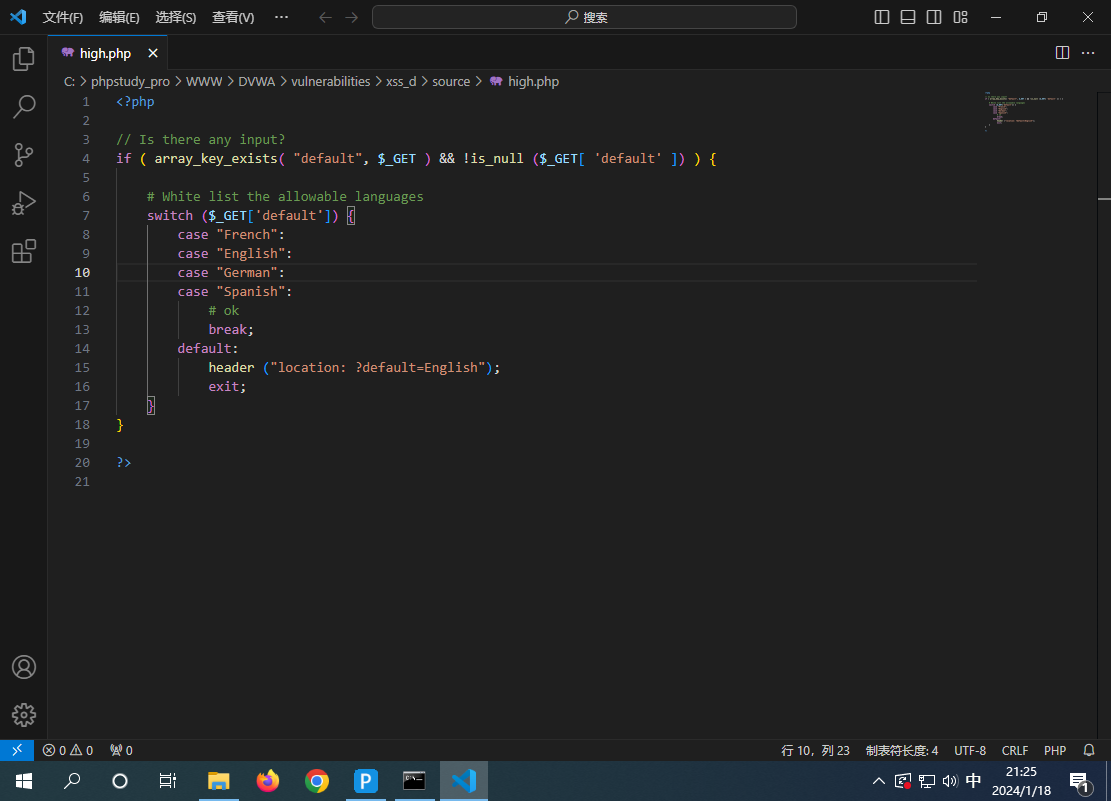 文件(F) 编辑(E) 选择(S) 查看(V) ··· 搜索
high.php
C: > phpstudy_pro > WWW > DVWA > vulnerabilities > xss_d > source > high.php
1 <?php
2
3 // Is there any input?
4 if ( array_key_exists( "default", $_GET ) && !is_null ($_GET[ 'default' ]) ) {
5
6     # White list the allowable languages
7     switch ($_GET['default']) {
8         case "French":
9         case "English":
10         case "German":
11         case "Spanish":
12             # ok
13             break;
14         default:
15             header ("location: ?default=English");
16             exit;
17     }
18 }
19
20 ?>
21
0 0 0 行 10，列 23 制表符长度: 4 UTF-8 CRLF PHP
P 中 21:25
2024/1/18 1